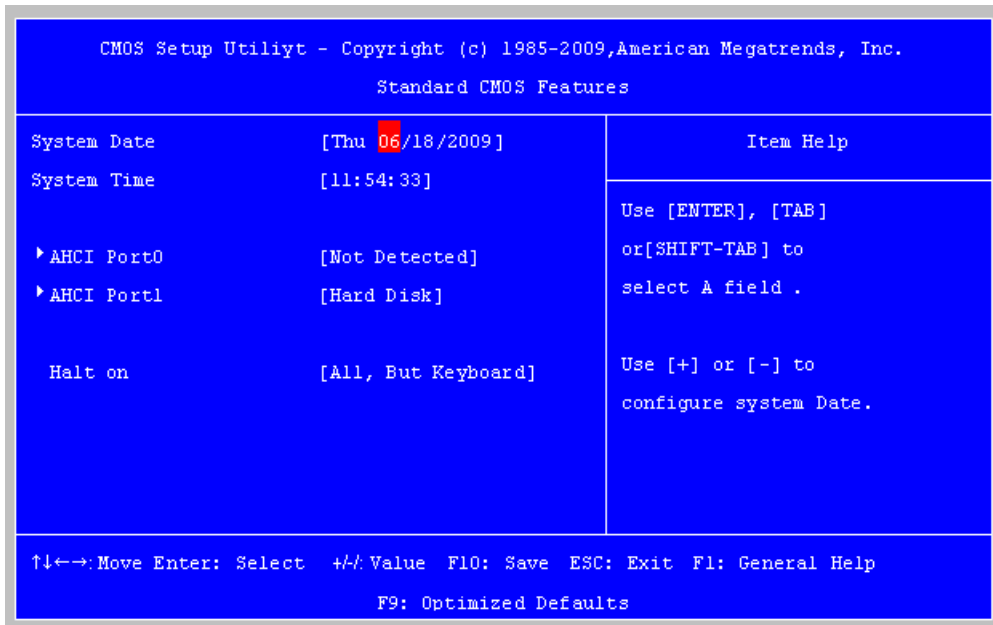 CMOS Setup Utiliyt - Copyright (c) 1985-2009,American Megatrends, Inc.
Standard CMOS Features
System Date [Thu 06/18/2009]
System Time [11:54:33]
Item Help
AHCI Port0 [Not Detected]
AHCI Port1 [Hard Disk]
Halt on [All, But Keyboard]
Use [ENTER], [TAB]
or[SHIFT-TAB] to
select A field .
Use [+] or [-] to
configure system Date.
↑↓←→:Move Enter: Select +/-/:Value F10: Save ESC: Exit F1: General Help
F9: Optimized Defaults